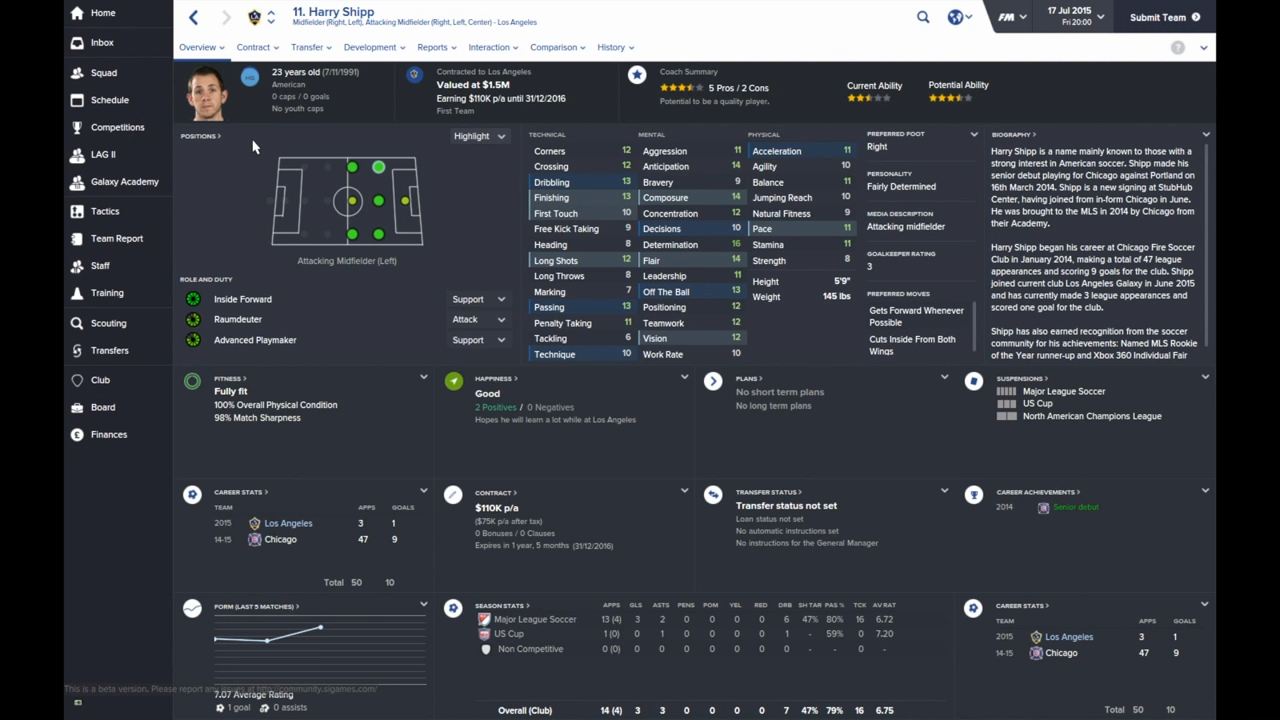 Home
Inbox
Squad
Schedule
Competitions
LAG II
Galaxy Academy
Tactics
Team Report
Staff
Training
Scouting
Transfers
Club
Board
Finances
11. Harry Shipp
Midfielder (Right, Left), Attacking Midfielder (Right, Left, Center) - Los Angeles
FM
17 Jul 2015
Fri 20:00
Submit Team
Overview
Contract
Transfer
Development
Reports
Interaction
Comparison
History
?
HG
23 years old (7/11/1991)
American
0 caps / 0 goals
No youth caps
Contracted to Los Angeles
Valued at $1.5M
Earning $110K p/a until 31/12/2016
First Team
Coach Summary
5 Pros / 2 Cons
Potential to be a quality player.
Current Ability
Potential Ability
POSITIONS >
Highlight
Attacking Midfielder (Left)
ROLE AND DUTY
Inside Forward Support
Raumdeuter Attack
Advanced Playmaker Support
TECHNICAL
Corners 12
Crossing 12
Dribbling 13
Finishing 13
First Touch 10
Free Kick Taking 9
Heading 8
Long Shots 12
Long Throws 8
Marking 7
Passing 13
Penalty Taking 11
Tackling 6
Technique 10
MENTAL
Aggression 11
Anticipation 14
Bravery 9
Composure 14
Concentration 12
Decisions 10
Determination 16
Flair 14
Leadership 11
Off The Ball 13
Positioning 12
Teamwork 12
Vision 12
Work Rate 10
PHYSICAL
Acceleration 11
Agility 10
Balance 11
Jumping Reach 10
Natural Fitness 9
Pace 11
Stamina 11
Strength 8
Height 5'9"
Weight 145 lbs
PREFERRED FOOT
Right
PERSONALITY
Fairly Determined
MEDIA DESCRIPTION
Attacking midfielder
GOALKEEPER RATING
3
PREFERRED MOVES
Gets Forward Whenever
Possible
Cuts Inside From Both
Wings
BIOGRAPHY >
Harry Shipp is a name mainly known to those with a
strong interest in American soccer. Shipp made his
senior debut playing for Chicago against Portland on
16th March 2014. Shipp is a new signing at StubHub
Center, having joined from in-form Chicago in June.
He was brought to the MLS in 2014 by Chicago from
their Academy.
Harry Shipp began his career at Chicago Fire Soccer
Club in January 2014, making a total of 47 league
appearances and scoring 9 goals for the club. Shipp
joined current club Los Angeles Galaxy in June 2015
and has currently made 3 league appearances and
scored one goal for the club.
Shipp has also earned recognition from the soccer
community for his achievements: Named MLS Rookie
of the Year runner-up and Xbox 360 Individual Fair
FITNESS >
Fully fit
100% Overall Physical Condition
98% Match Sharpness
HAPPINESS >
Good
2 Positives / 0 Negatives
Hopes he will learn a lot while at Los Angeles
PLANS >
No short term plans
No long term plans
SUSPENSIONS >
Major League Soccer
US Cup
North American Champions League
CAREER STATS >
TEAM APPS GOALS
2015 Los Angeles 3 1
14-15 Chicago 47 9
Total 50 10
CONTRACT >
$110K p/a
($75K p/a after tax)
0 Bonuses / 0 Clauses
Expires in 1 year, 5 months (31/12/2016)
TRANSFER STATUS >
Transfer status not set
Loan status not set
No automatic instructions set
No instructions for the General Manager
CAREER ACHIEVEMENTS >
2014 Senior debut
FORM (LAST 5 MATCHES) >
7.07 Average Rating
1 goal 0 assists
SEASON STATS > APPS GLS ASTS PENS POM YEL RED DRB SH TAR PAS % TCK AV RAT
Major League Soccer 13 (4) 3 2 0 0 0 0 6 47% 80% 16 6.72
US Cup 1 (0) 0 1 0 0 0 0 1 - 59% 0 7.20
Non Competitive 0 (0) 0 0 0 0 0 0 0 - - 0 -
Overall (Club) 14 (4) 3 3 0 0 0 0 7 47% 79% 16 6.75
CAREER STATS >
TEAM APPS GOALS
2015 Los Angeles 3 1
14-15 Chicago 47 9
Total 50 10
This is a beta version. Please report any issues at http://community.sigames.com/